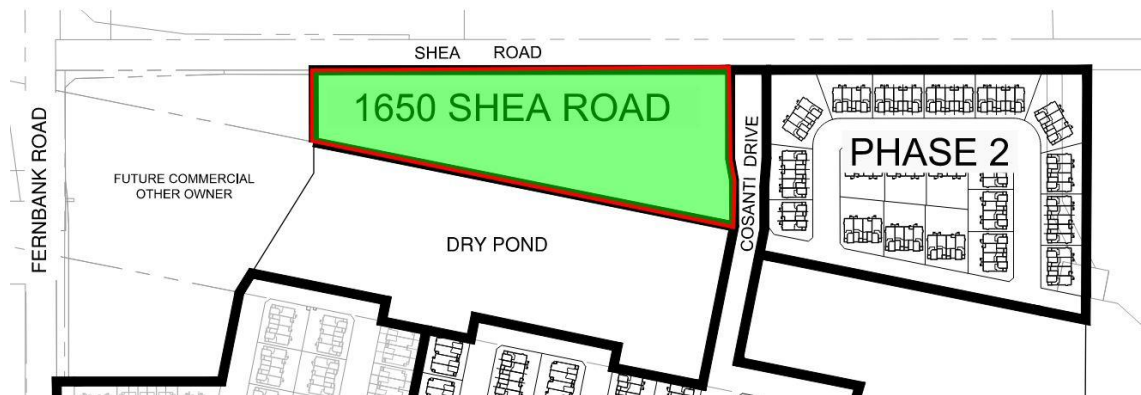 SHEA ROAD
1650 SHEA ROAD
PHASE 2
COSANTI DRIVE
FERNBANK ROAD
FUTURE COMMERCIAL
OTHER OWNER
DRY POND